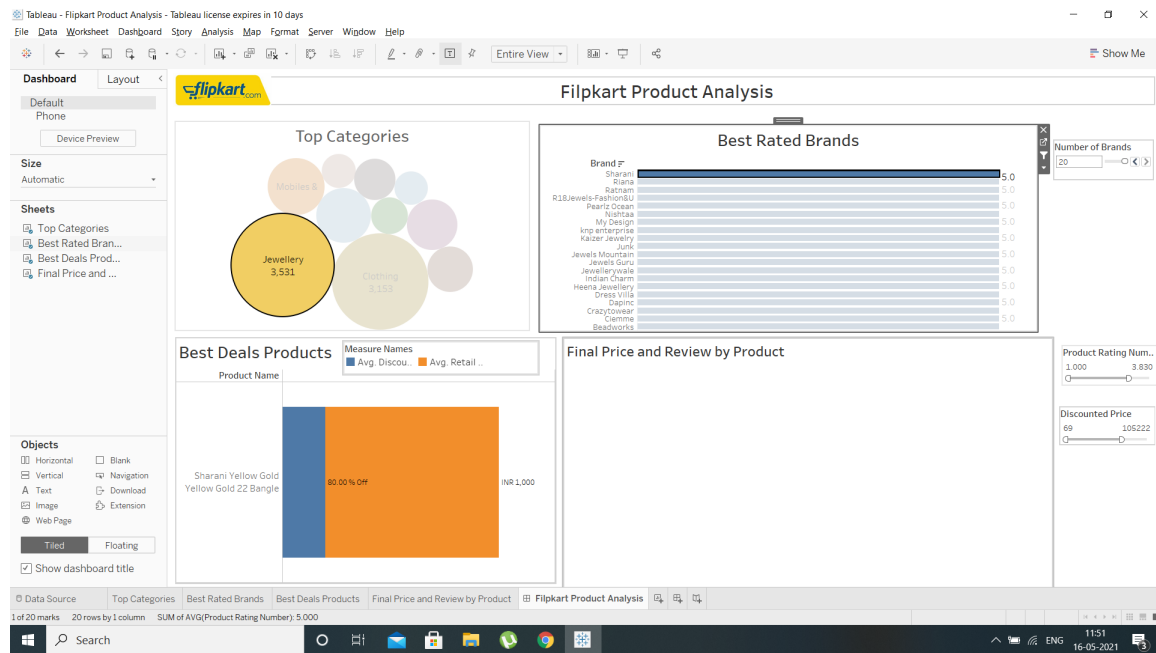 Tableau - Flipkart Product Analysis - Tableau license expires in 10 days
File Data Worksheet Dashboard Story Analysis Map Format Server Window Help
Entire View
Show Me
Dashboard Layout
Default
Phone
Device Preview
Size
Automatic
Sheets
Top Categories
Best Rated Bran...
Best Deals Prod...
Final Price and ...
Objects
Horizontal Blank
Vertical Navigation
A Text Download
Image Extension
Web Page
Tiled Floating
Show dashboard title
flipkart.com
Filpkart Product Analysis
Top Categories
Mobiles &
Jewellery
3,531
Clothing
3,153
Best Rated Brands
Brand
Sharani 5.0
Riana
Ratnam 5.0
R18Jewels-Fashion&U
Pearlz Ocean 5.0
Nishtaa
My Design 5.0
knp enterprise
Kaizer Jewelry 5.0
Junk
Jewels Mountain 5.0
Jewels Guru
Jewellerywale 5.0
Indian Charm
Heena Jewellery 5.0
Dress Villa
Dapinc 5.0
Crazytowear
Ciemme 5.0
Beadworks
Number of Brands
20
Best Deals Products
Measure Names
Avg. Discou.. Avg. Retail ..
Product Name
Sharani Yellow Gold
Yellow Gold 22 Bangle
80.00 % Off
INR 1,000
Final Price and Review by Product
Product Rating Num..
1.000 3.830
Discounted Price
69 105222
Data Source Top Categories Best Rated Brands Best Deals Products Final Price and Review by Product Filpkart Product Analysis
1 of 20 marks 20 rows by 1 column SUM of AVG(Product Rating Number): 5.000
Search
ENG
11:51
16-05-2021
3